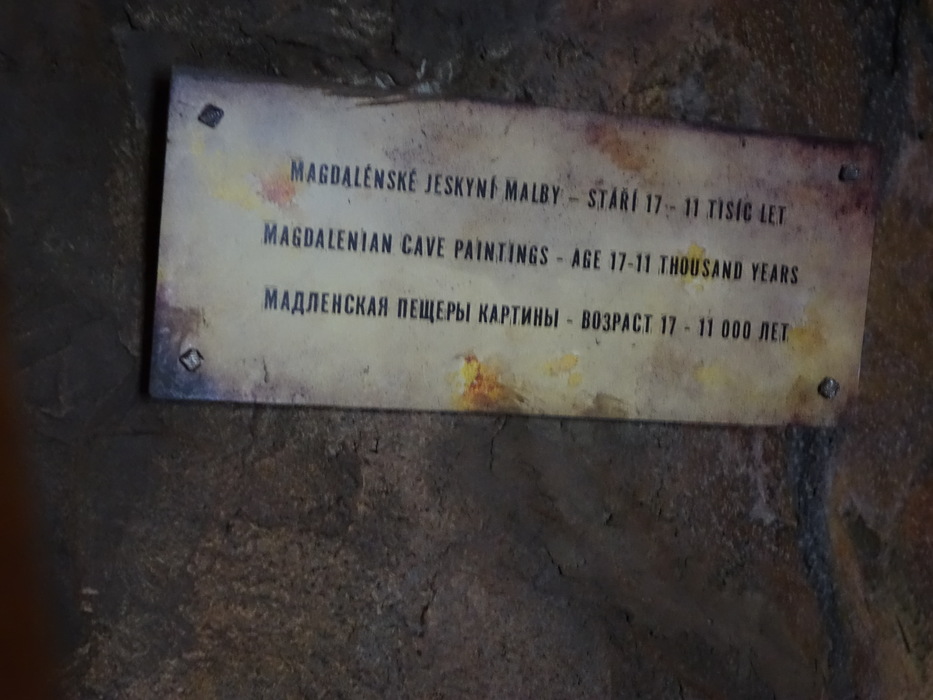 MAGDALÉNSKÉ JESKYNÍ MALBY – STÁŘÍ 17 - 11 TISÍC LET
MAGDALENIAN CAVE PAINTINGS - AGE 17-11 THOUSAND YEARS
МАДЛЕНСКАЯ ПЕЩЕРЫ КАРТИНЫ - ВОЗРАСТ 17 - 11 000 ЛЕТ